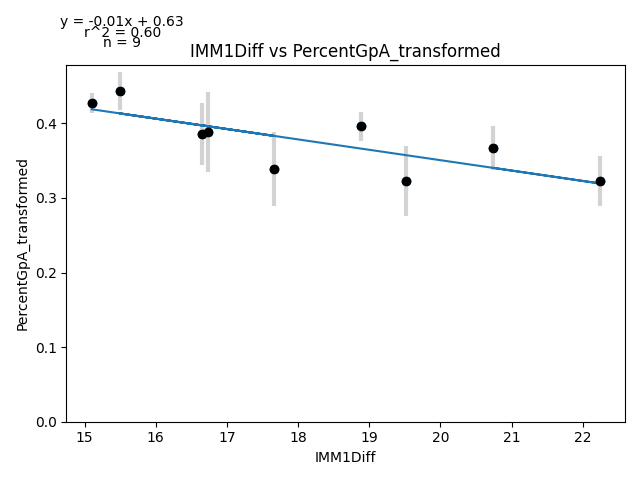 y = -0.01x + 0.63
r^2 = 0.60
n = 9
IMM1Diff vs PercentGpA_transformed
PercentGpA_transformed
0.4
0.3
0.2
0.1
0.0
15 16 17 18 19 20 21 22
IMM1Diff